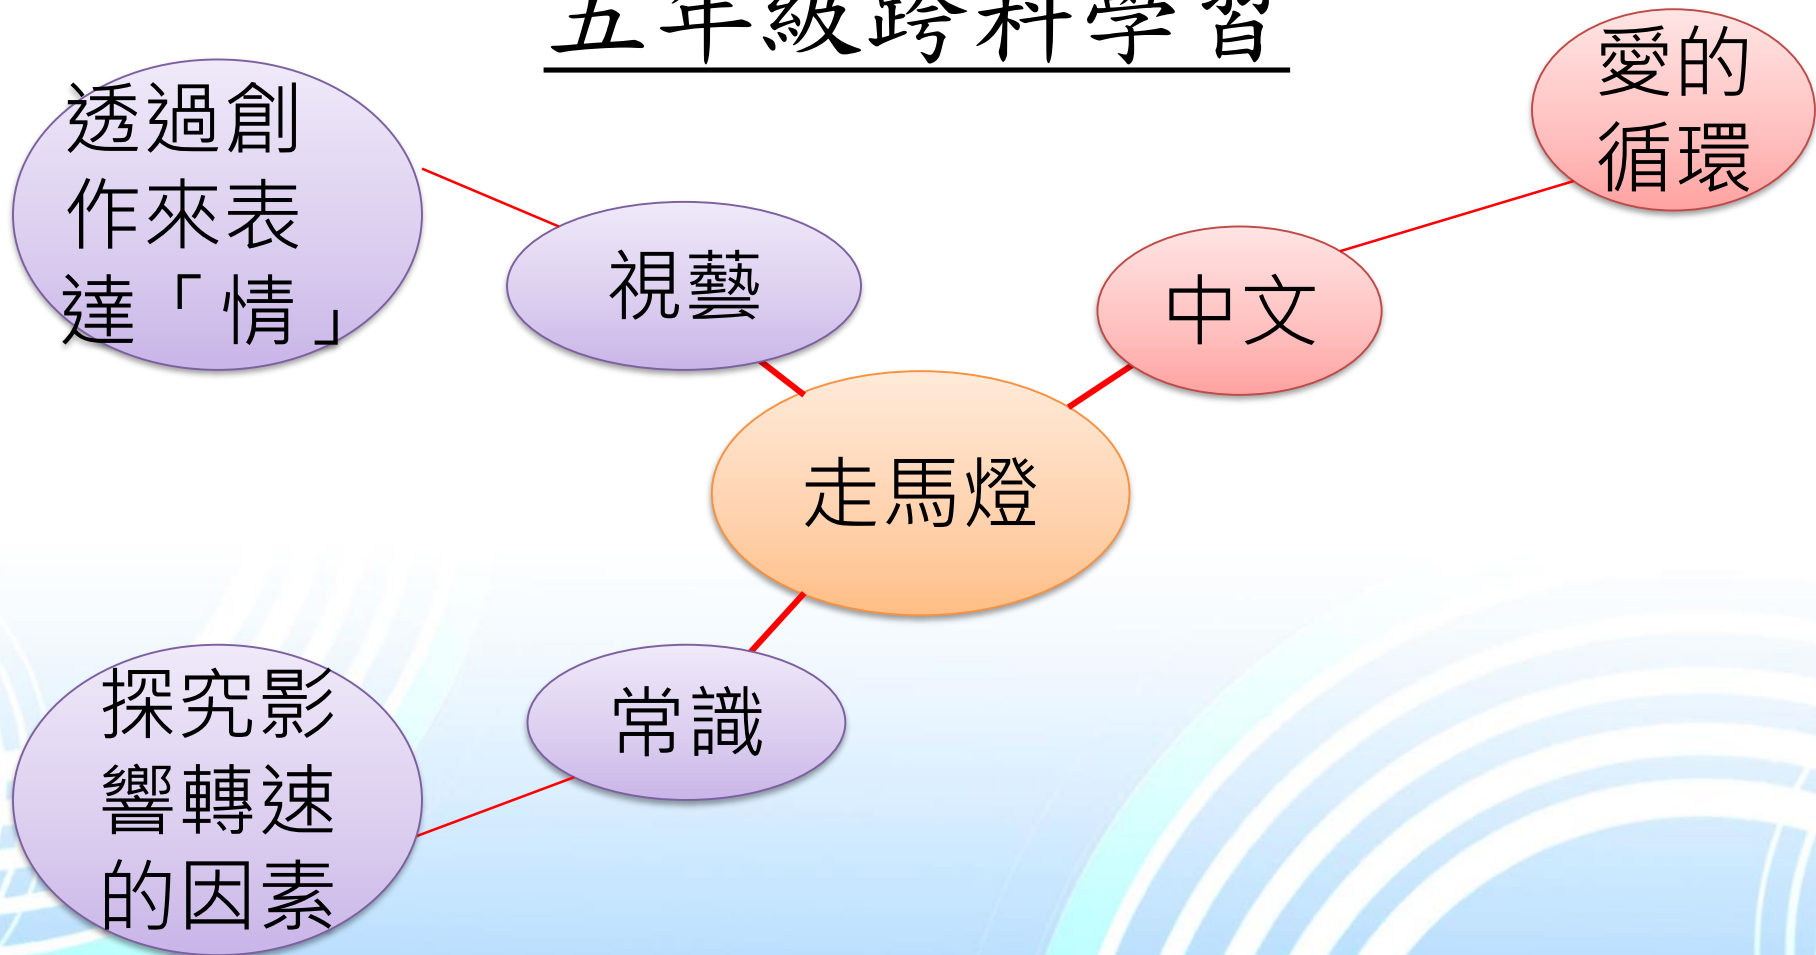 五年級跨科學習
透過創
作來表
達「情」
視藝
愛的
循環
中文
走馬燈
常識
探究影
響轉速
的因素